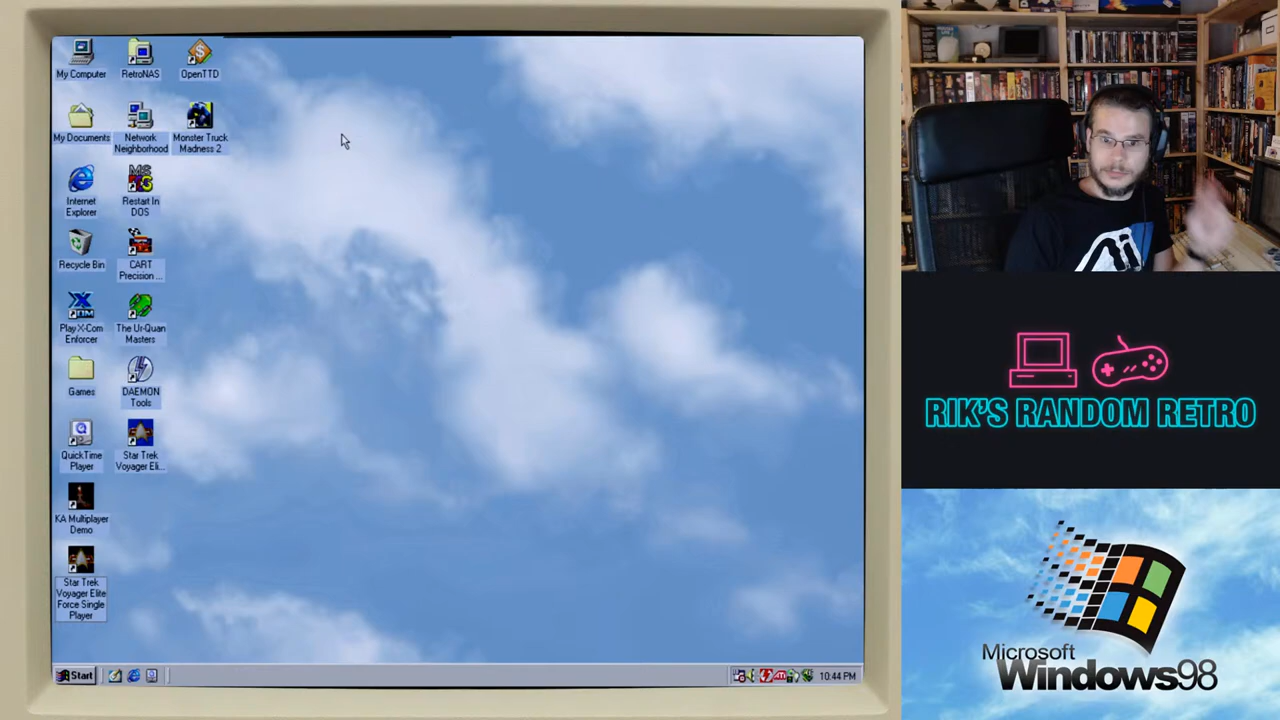 My Computer
RetroNAS
OpenTTD
My Documents
Network
Neighborhood
Monster Truck
Madness 2
Internet
Explorer
MS
Restart In
DOS
Recycle Bin
CART
Precision ...
Play X-Com
Enforcer
The Ur-Quan
Masters
Games
DAEMON
Tools
QuickTime
Player
Star Trek
Voyager Eli...
KA Multiplayer
Demo
Star Trek
Voyager Elite
Force Single
Player
Start
10:44 PM
RIK'S RANDOM RETRO
Microsoft
Windows98